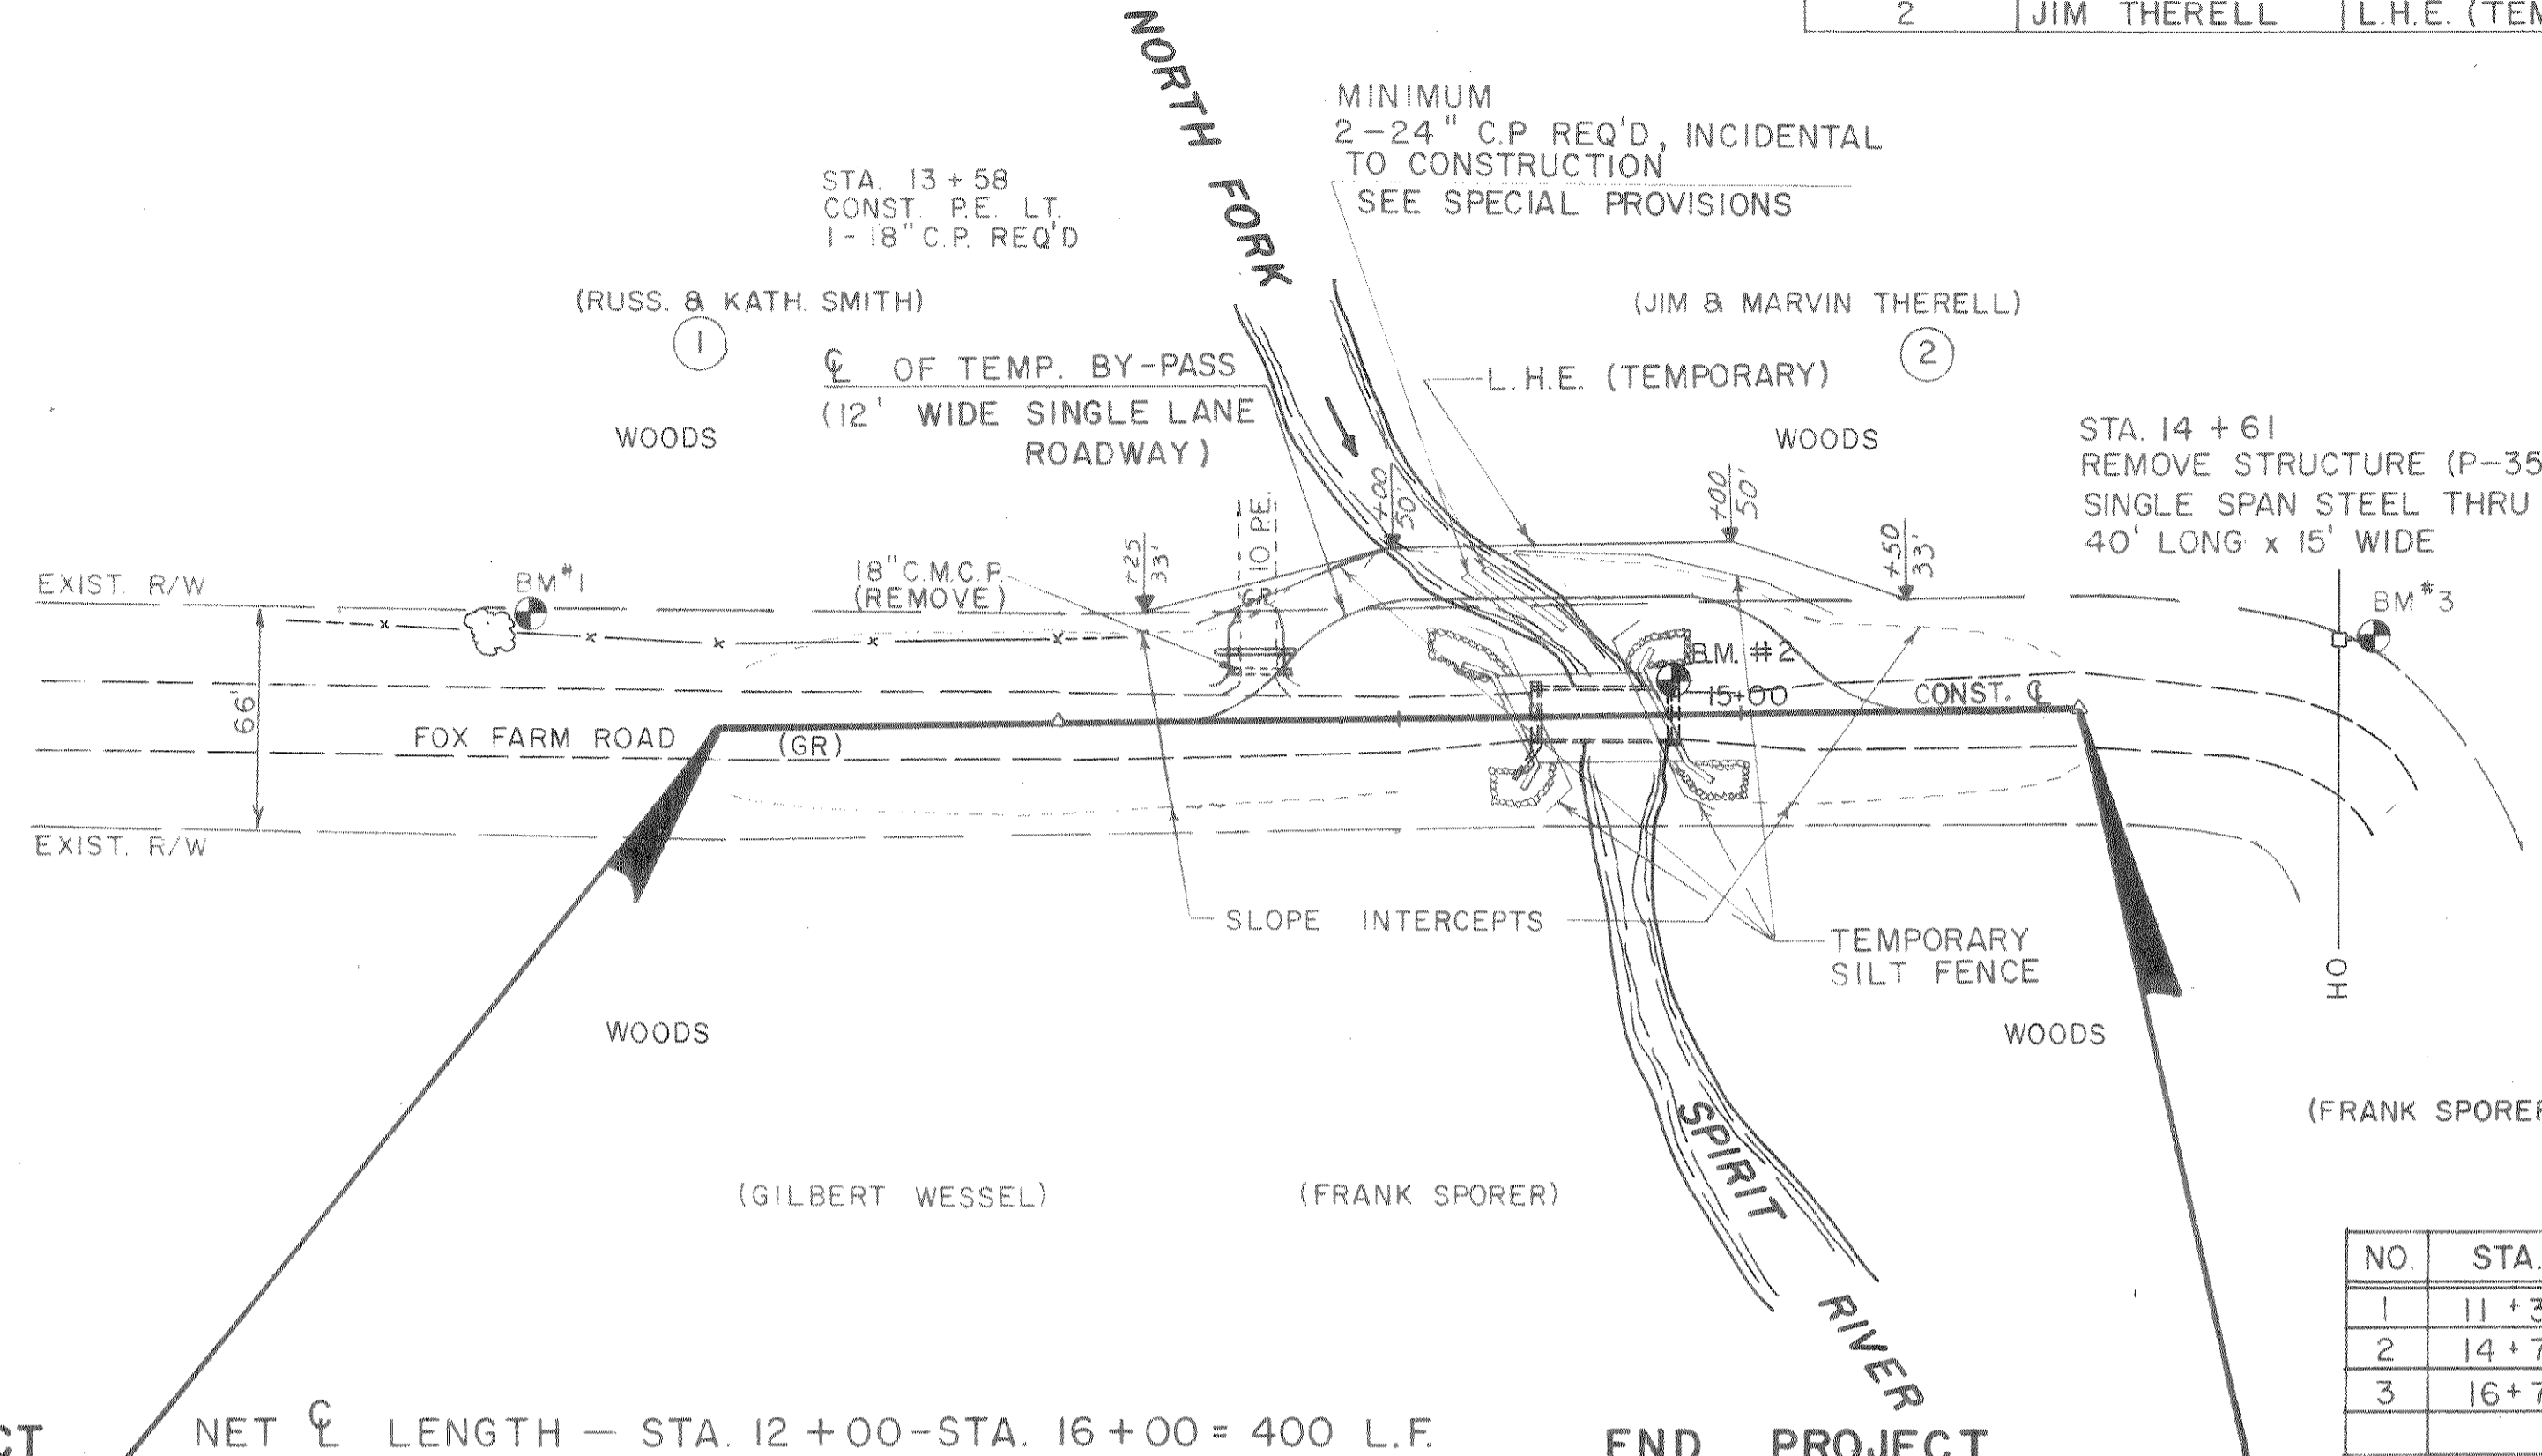 2 JIM THERELL L.H.E. (TEM
NORTH FORK
MINIMUM
2-24" C.P REQ'D, INCIDENTAL
TO CONSTRUCTION
SEE SPECIAL PROVISIONS
STA. 13+58
CONST. P.E. LT.
1-18" C.P. REQ'D
(RUSS. & KATH. SMITH)
1
(JIM & MARVIN THERELL)
2
℄ OF TEMP. BY-PASS
(12' WIDE SINGLE LANE
ROADWAY)
L.H.E. (TEMPORARY)
WOODS
WOODS
STA. 14+61
REMOVE STRUCTURE (P-35
SINGLE SPAN STEEL THRU
40' LONG x 15' WIDE
+00
50'
+00
50'
+50
33'
+25
33'
10 P.E.
GR
18" C.M.C.P.
(REMOVE)
EXIST. R/W
BM#1
BM#3
B.M. #2
15+00
CONST. ℄
66'
FOX FARM ROAD (GR)
EXIST. R/W
SLOPE INTERCEPTS
TEMPORARY
SILT FENCE
OH
WOODS
WOODS
(FRANK SPORER
(GILBERT WESSEL)
(FRANK SPORER)
SPIRIT RIVER
NO. STA.
1 11+3
2 14+7
3 16+7
CT
NET ℄ LENGTH — STA. 12+00-STA. 16+00 = 400 L.F.
END PROJECT